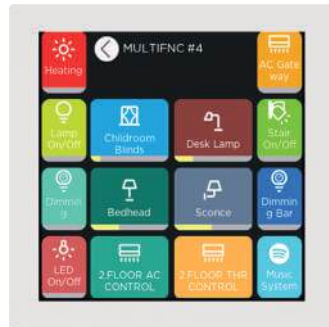 MULTIFNC #4
Heating
AC Gate
way
Lamp
On/Off
Childroom
Blinds
Desk Lamp
Stair
On/Off
Dimmin
g
Bedhead
Sconce
Dimmin
g Bar
LED
On/Off
2.FLOOR AC
CONTROL
2.FLOOR THR
CONTROL
Music
System